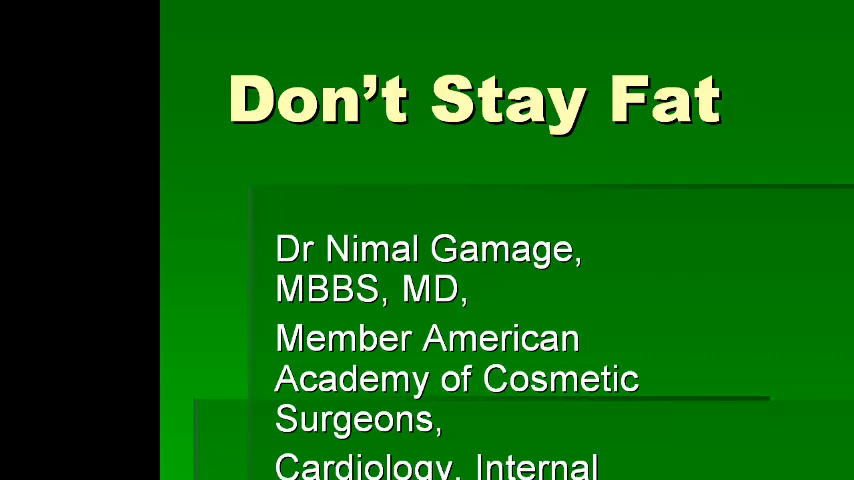 Don't Stay Fat
Dr Nimal Gamage,
MBBS, MD,
Member American
Academy of Cosmetic
Surgeons,
Cardiology, Internal